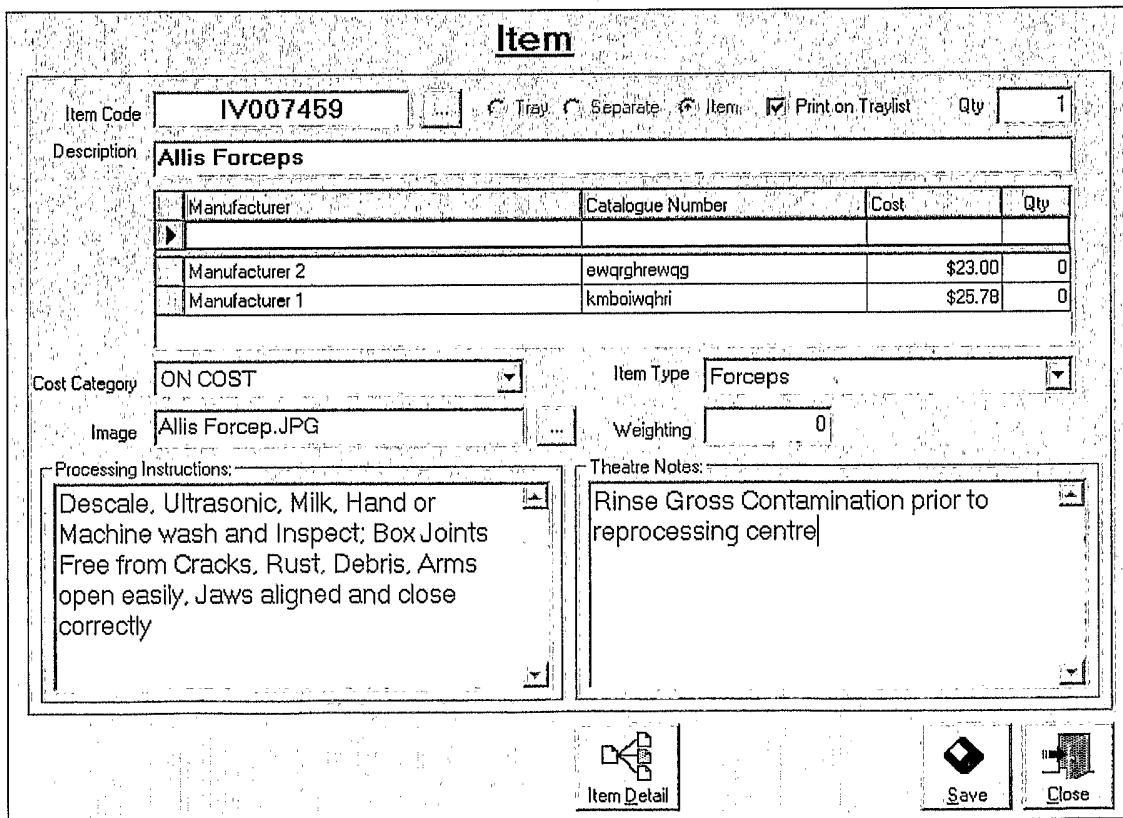 Item
Item Code IV007459 ... Tray Separate Item Print on Traylist Qty 1
Description Allis Forceps
Manufacturer Catalogue Number Cost Qty
Manufacturer 2 ewqrghrewqg $23.00 0
Manufacturer 1 kmboiwqhri $25.78 0
Cost Category ON COST Item Type Forceps
Image Allis Forcep.JPG ... Weighting 0
Processing Instructions: Theatre Notes:
Descale, Ultrasonic, Milk, Hand or
Machine wash and Inspect; Box Joints
Free from Cracks, Rust, Debris, Arms
open easily, Jaws aligned and close
correctly
Rinse Gross Contamination prior to
reprocessing centre
Item Detail Save Close